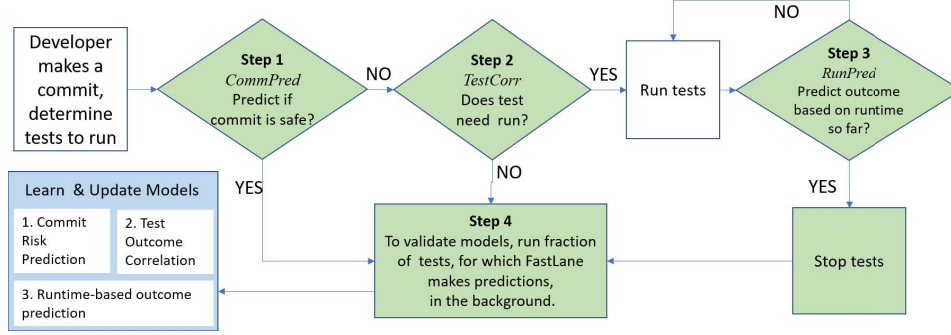 Developer
makes a
commit,
determine
tests to run
Step 1
CommPred
Predict if
commit is safe?
NO
YES
Step 2
TestCorr
Does test
need run?
YES
NO
Run tests
NO
Step 3
RunPred
Predict outcome
based on runtime
so far?
YES
Stop tests
Step 4
To validate models, run fraction
of tests, for which FastLane
makes predictions,
in the background.
Learn & Update Models
1. Commit
Risk
Prediction
2. Test
Outcome
Correlation
3. Runtime-based outcome
prediction